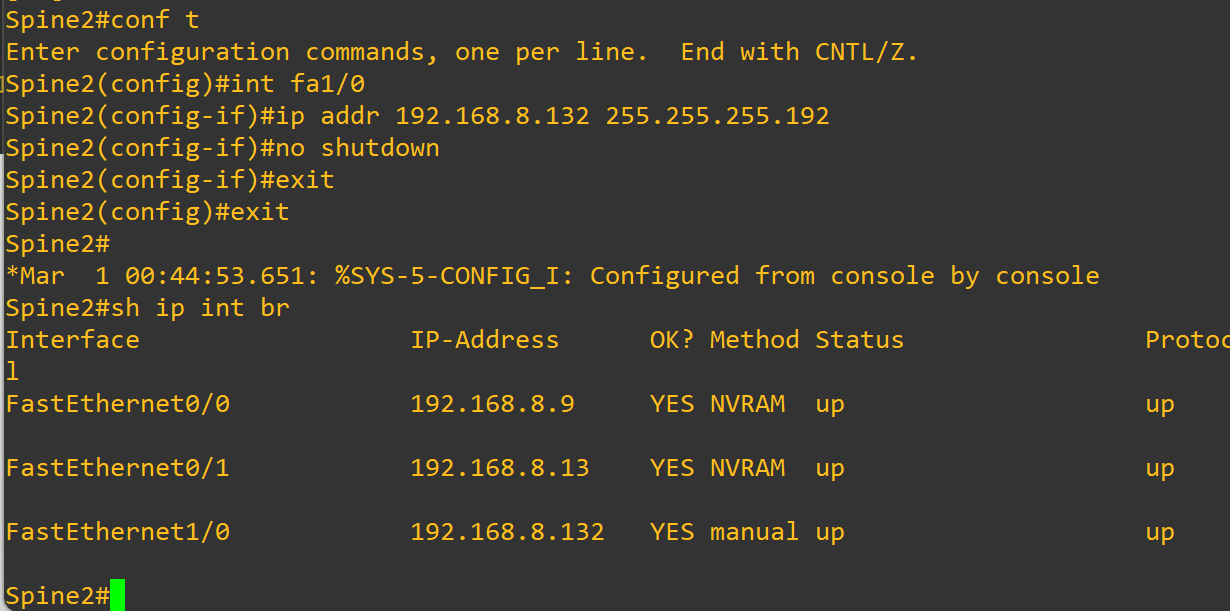 Spine2#conf t
Enter configuration commands, one per line.  End with CNTL/Z.
Spine2(config)#int fa1/0
Spine2(config-if)#ip addr 192.168.8.132 255.255.255.192
Spine2(config-if)#no shutdown
Spine2(config-if)#exit
Spine2(config)#exit
Spine2#
*Mar  1 00:44:53.651: %SYS-5-CONFIG_I: Configured from console by console
Spine2#sh ip int br
Interface                  IP-Address      OK? Method Status                Protoc
l
FastEthernet0/0            192.168.8.9     YES NVRAM  up                    up
FastEthernet0/1            192.168.8.13    YES NVRAM  up                    up
FastEthernet1/0            192.168.8.132   YES manual up                    up
Spine2#